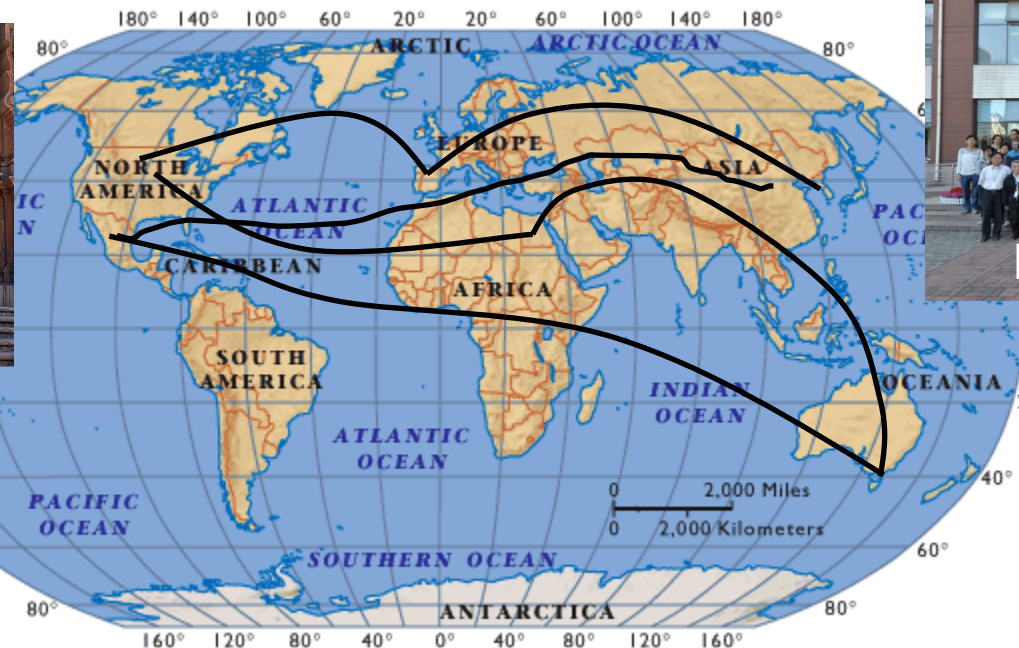 180° 140° 100° 60° 20° 20° 60° 100° 140° 180°
80° ARCTIC ARCTIC OCEAN 80°
6
EUROPE
NORTH
AMERICA
ASIA
IC
N
ATLANTIC
OCEAN
PAC
OCI
CARIBBEAN
AFRICA
SOUTH
AMERICA
OCEANIA
INDIAN
OCEAN
ATLANTIC
OCEAN
40°
PACIFIC
OCEAN
0 2,000 Miles
0 2,000 Kilometers
60°
SOUTHERN OCEAN
80° ANTARCTICA 80°
160° 120° 80° 40° 0° 40° 80° 120° 160°